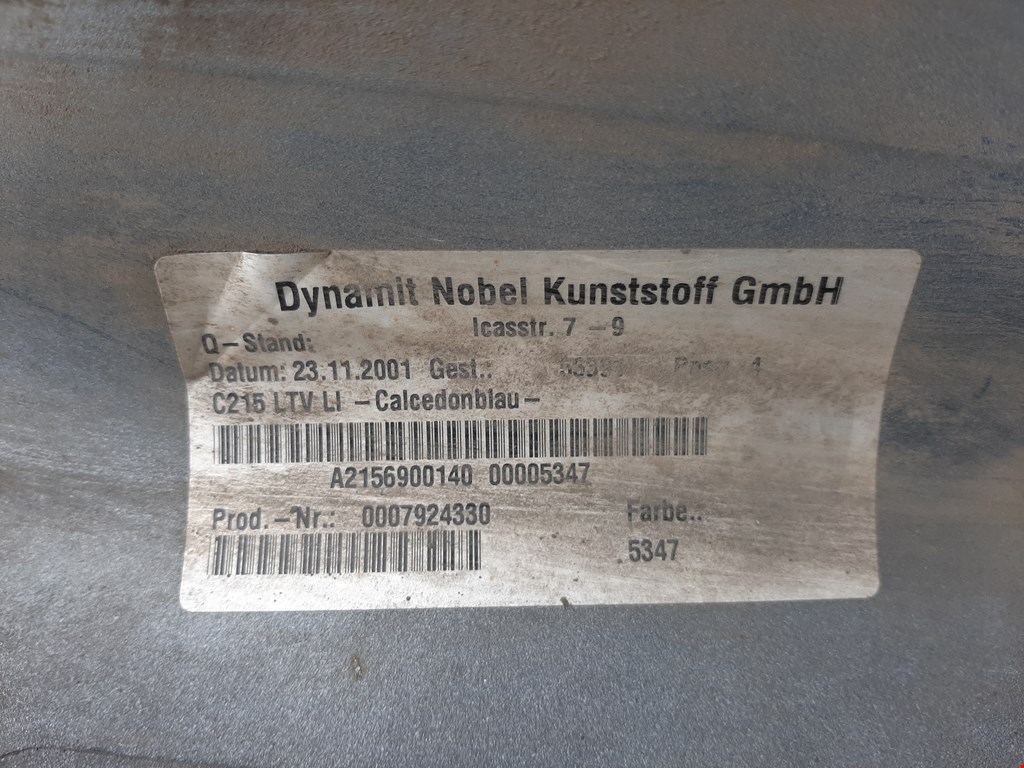 Dynamit Nobel Kunststoff GmbH
Icasstr. 7 - 9
Q-Stand:
Datum: 23.11.2001 Gest.:
C215 LTV LI -Calcedonblau-
A2156900140 00005347
Prod.-Nr.: 0007924330 Farbe..
5347